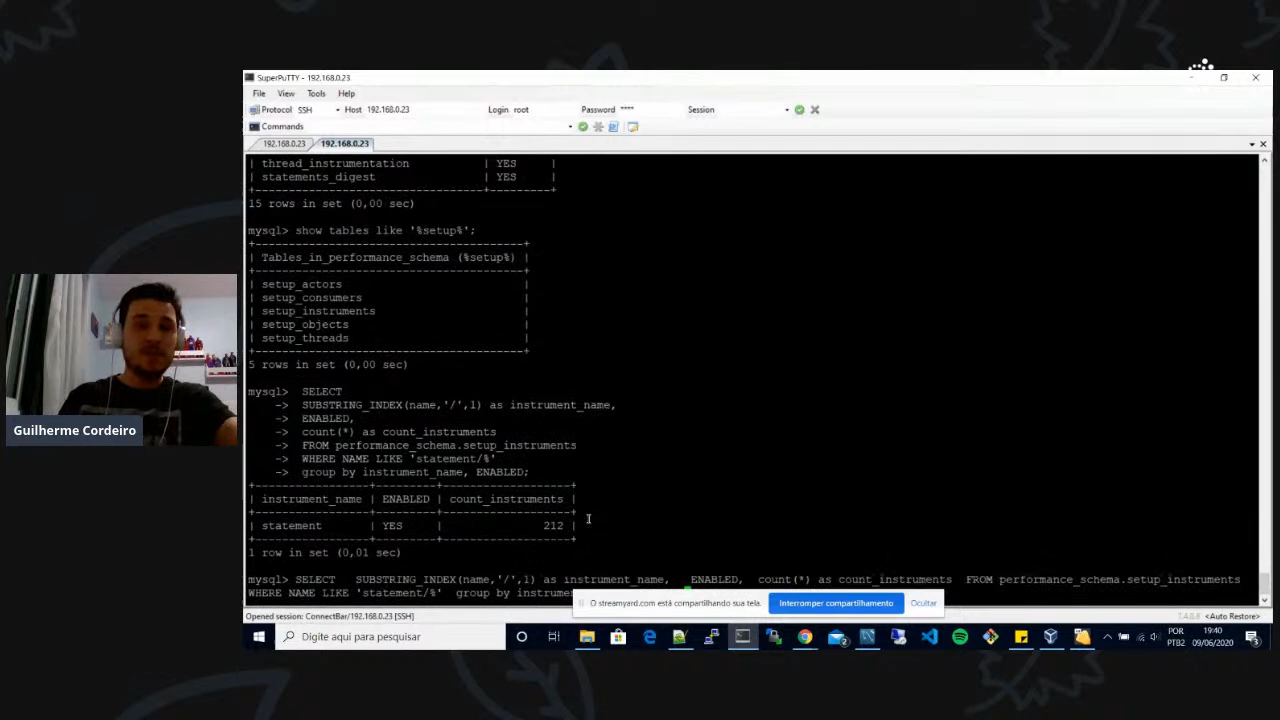 SuperPuTTY - 192.168.0.23
File View Tools Help
Protocol SSH Host 192.168.0.23 Login root Password **** Session
Commands
192.168.0.23 192.168.0.23
| thread_instrumentation | YES |
| statements_digest | YES |
+----------------------------------+---------+
15 rows in set (0,00 sec)
mysql> show tables like '%setup%';
+----------------------------------------+
| Tables_in_performance_schema (%setup%) |
+----------------------------------------+
| setup_actors |
| setup_consumers |
| setup_instruments |
| setup_objects |
| setup_threads |
+----------------------------------------+
5 rows in set (0,00 sec)
mysql> SELECT
-> SUBSTRING_INDEX(name,'/',1) as instrument_name,
-> ENABLED,
-> count(*) as count_instruments
-> FROM performance_schema.setup_instruments
-> WHERE NAME LIKE 'statement/%'
-> group by instrument_name, ENABLED;
+-----------------+---------+-------------------+
| instrument_name | ENABLED | count_instruments |
+-----------------+---------+-------------------+
| statement | YES | 212 |
+-----------------+---------+-------------------+
1 row in set (0,01 sec)
mysql> SELECT SUBSTRING_INDEX(name,'/',1) as instrument_name, ENABLED, count(*) as count_instruments FROM performance_schema.setup_instruments
WHERE NAME LIKE 'statement/%' group by instrume
O streamyard.com está compartilhando sua tela. Interromper compartilhamento Ocultar
Opened session: ConnectBar/192.168.0.23 [SSH] 1.4.0.8 <Auto Restore>
Digite aqui para pesquisar
POR
PTB2
19:40
09/06/2020
Guilherme Cordeiro